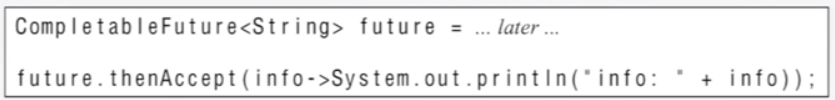 CompletableFuture<String> future = ... later ...
future.thenAccept(info->System.out.println("info: " + info));